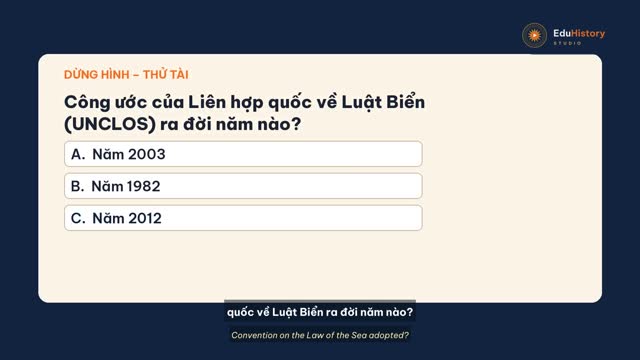 EduHistory
STUDIO
DỪNG HÌNH – THỬ TÀI
Công ước của Liên hợp quốc về Luật Biển
(UNCLOS) ra đời năm nào?
A. Năm 2003
B. Năm 1982
C. Năm 2012
quốc về Luật Biển ra đời năm nào?
Convention on the Law of the Sea adopted?